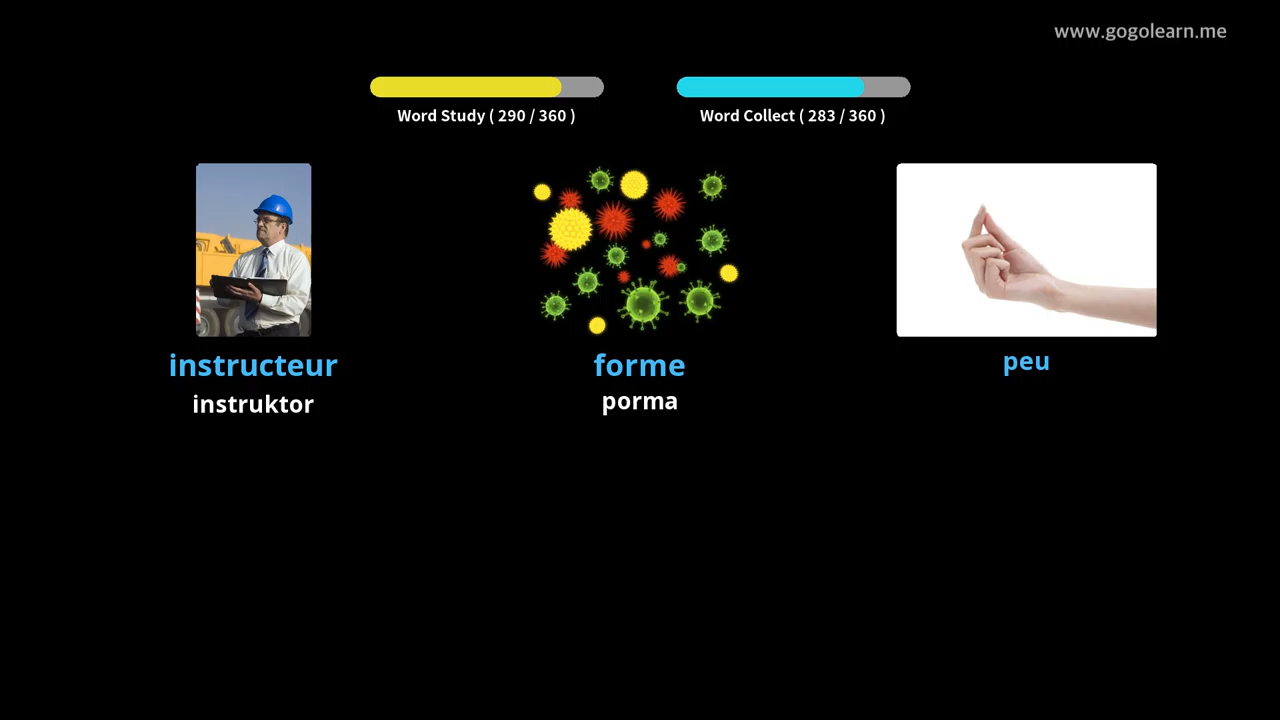 www.gogolearn.me
Word Study ( 290 / 360 )
Word Collect ( 283 / 360 )
instructeur
instruktor
forme
porma
peu